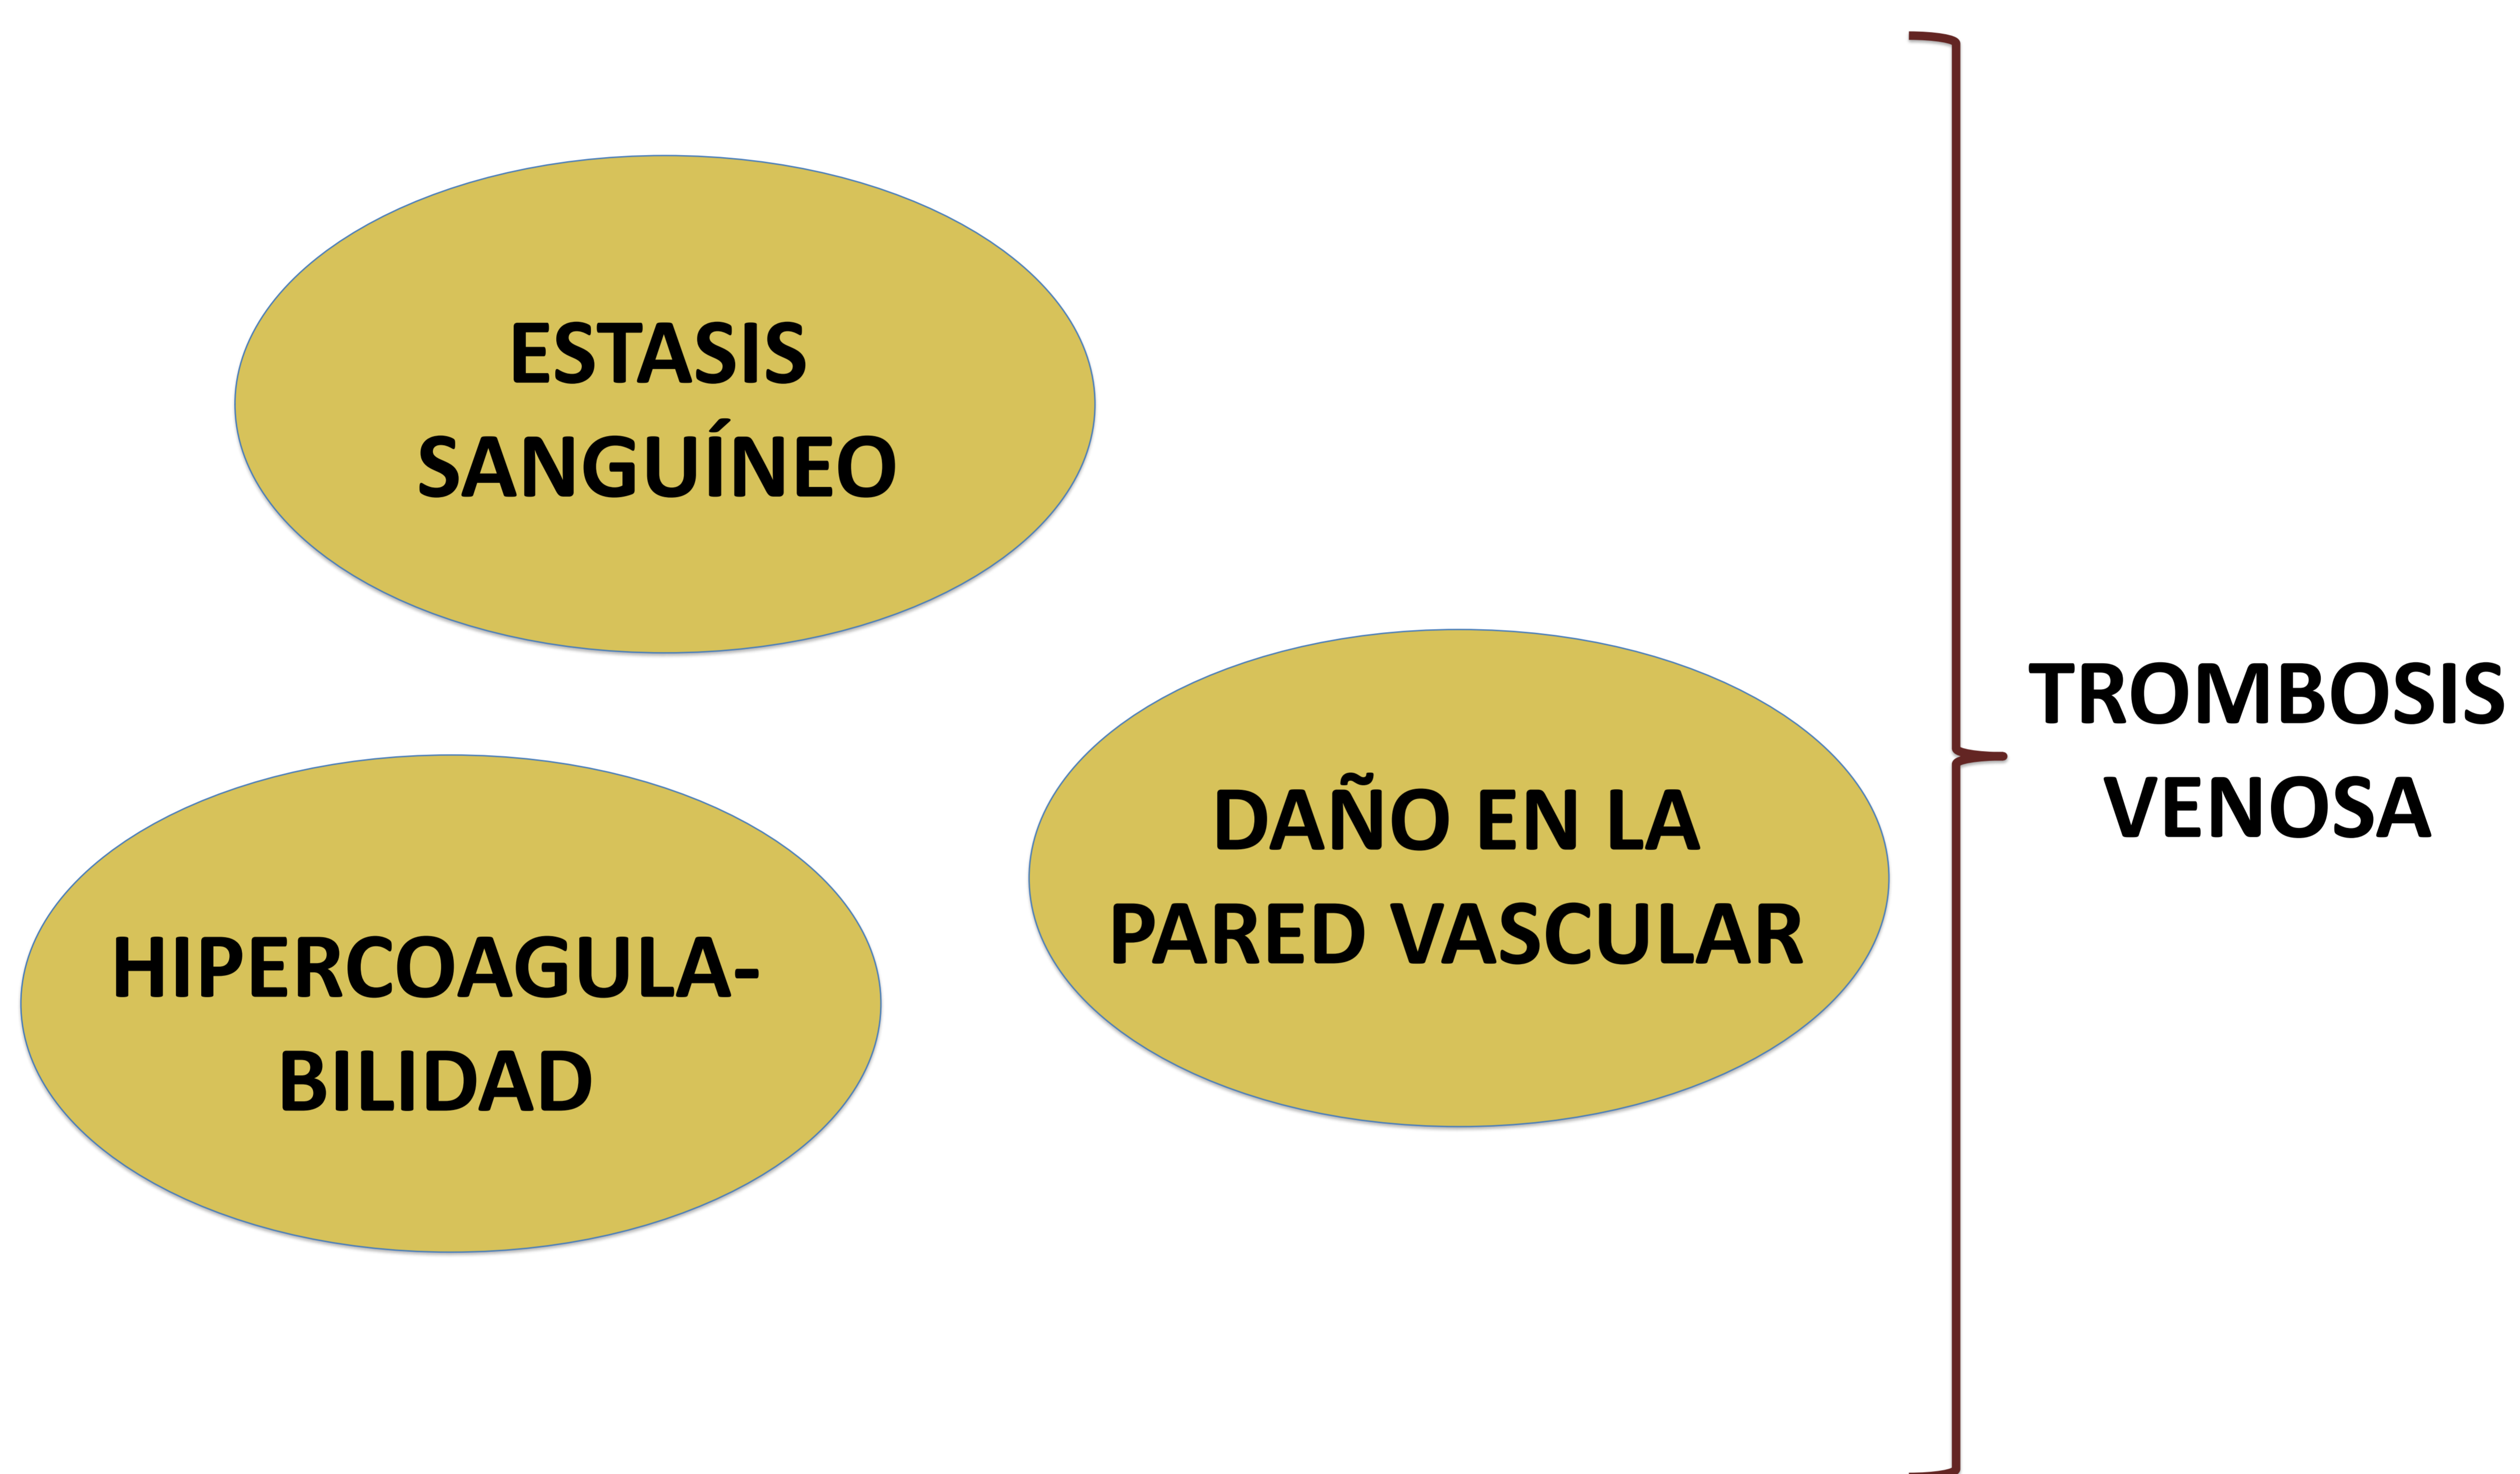 ESTASIS
SANGUÍNEO
HIPERCOAGULA-
BILIDAD
DAÑO EN LA
PARED VASCULAR
TROMBOSIS
VENOSA